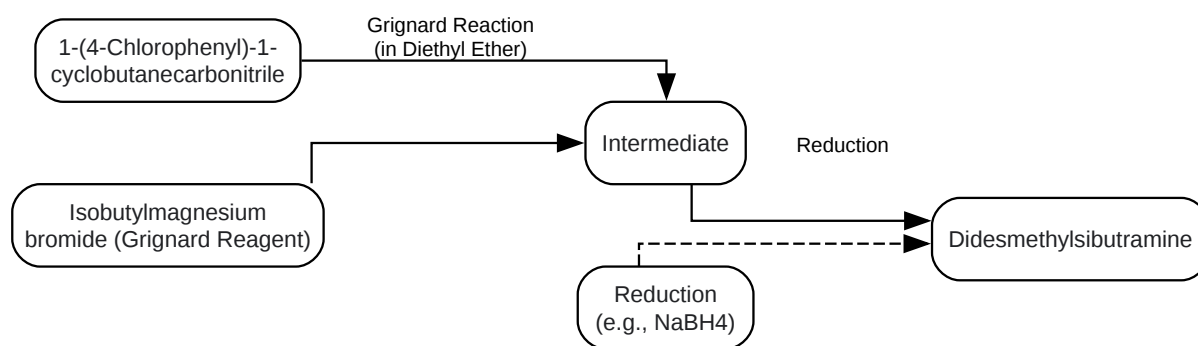 1-(4-Chlorophenyl)-1-
cyclobutanecarbonitrile
Grignard Reaction
(in Diethyl Ether)
Intermediate
Reduction
Isobutylmagnesium
bromide (Grignard Reagent)
Didesmethylsibutramine
Reduction
(e.g., NaBH4)